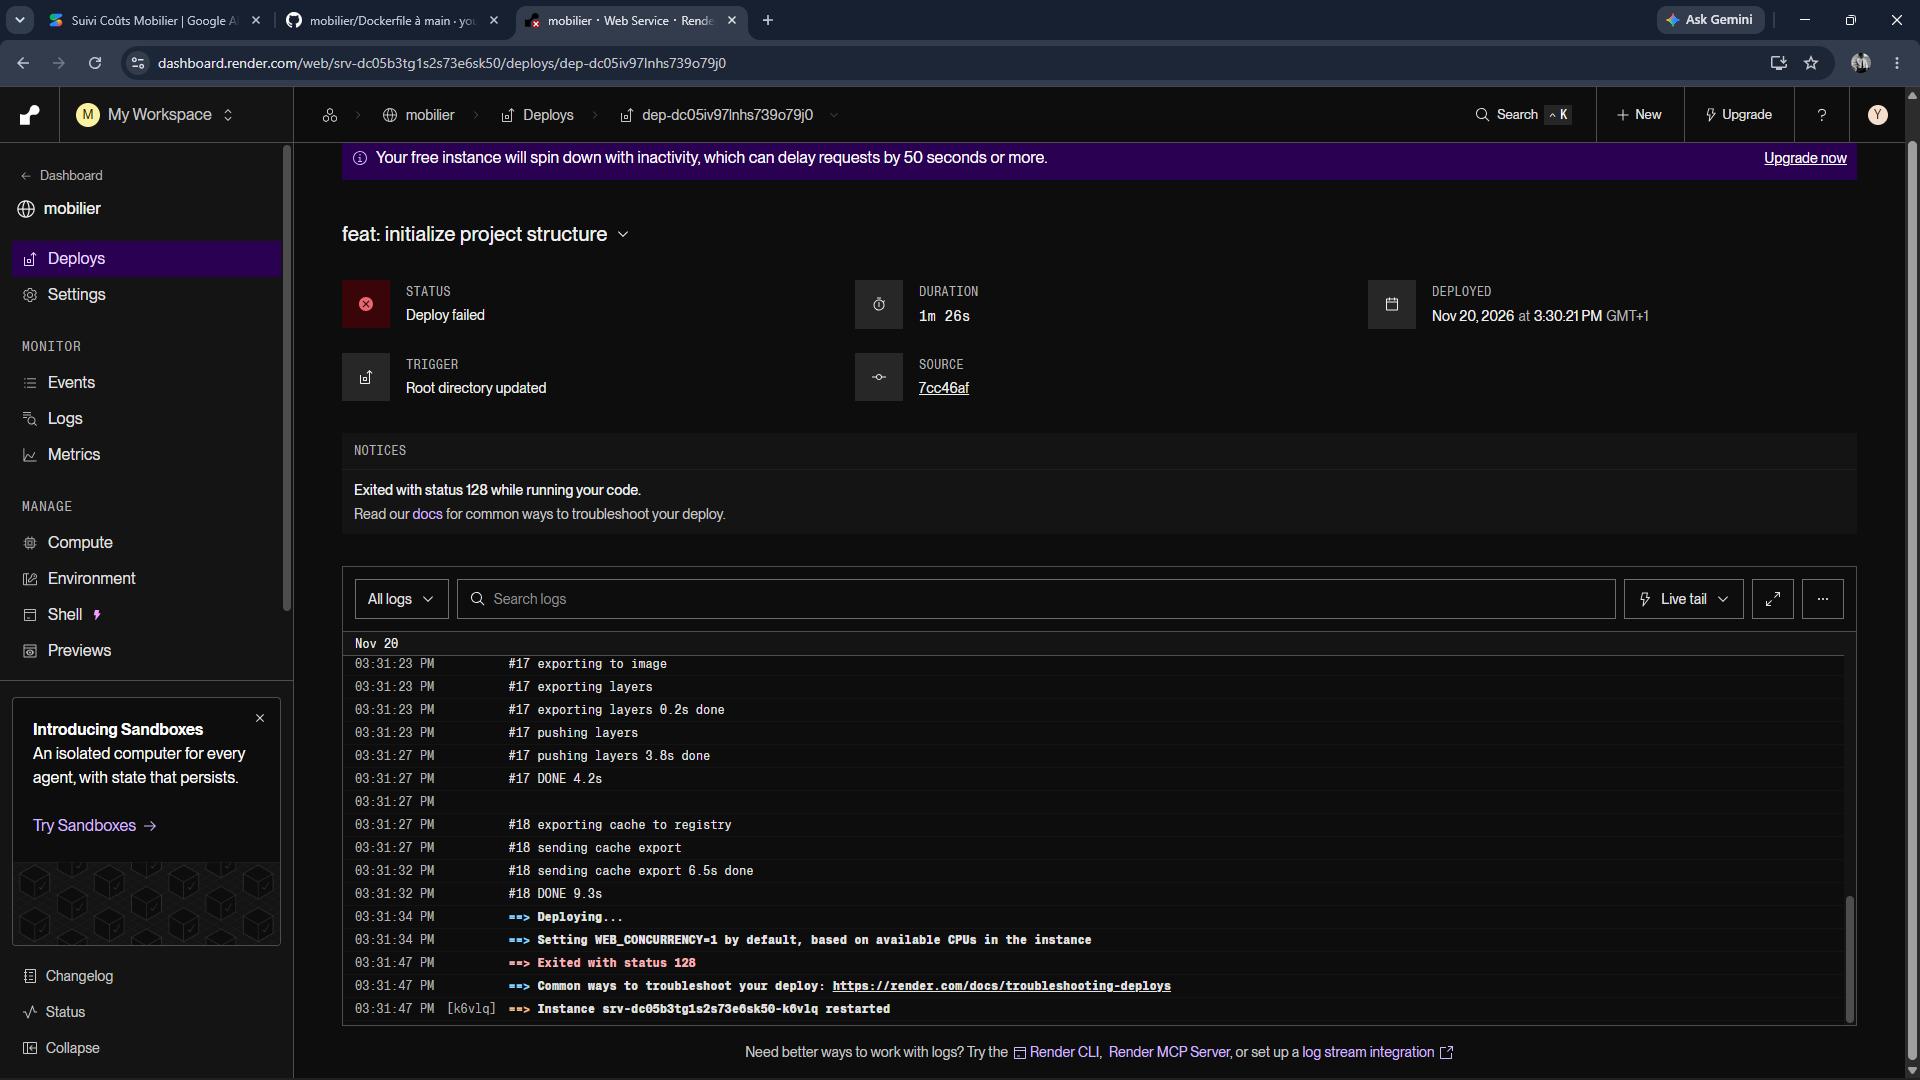 Suivi Coûts Mobilier | Google A
mobilier/Dockerfile à main · you
mobilier · Web Service · Rende
Ask Gemini
dashboard.render.com/web/srv-dc05b3tg1s2s73e6sk50/deploys/dep-dc05iv97lnhs739o79j0
M My Workspace
mobilier
Deploys
dep-dc05iv97lnhs739o79j0
Search ^ K
+ New
Upgrade
?
Y
← Dashboard
mobilier
Deploys
Settings
MONITOR
Events
Logs
Metrics
MANAGE
Compute
Environment
Shell
Previews
Introducing Sandboxes
An isolated computer for every
agent, with state that persists.
Try Sandboxes →
Changelog
Status
Collapse
Your free instance will spin down with inactivity, which can delay requests by 50 seconds or more.
Upgrade now
feat: initialize project structure
STATUS
Deploy failed
DURATION
1m 26s
DEPLOYED
Nov 20, 2026 at 3:30:21 PM GMT+1
TRIGGER
Root directory updated
SOURCE
7cc46af
NOTICES
Exited with status 128 while running your code.
Read our docs for common ways to troubleshoot your deploy.
All logs
Search logs
Live tail
...
Nov 20
03:31:23 PM #17 exporting to image
03:31:23 PM #17 exporting layers
03:31:23 PM #17 exporting layers 0.2s done
03:31:23 PM #17 pushing layers
03:31:27 PM #17 pushing layers 3.8s done
03:31:27 PM #17 DONE 4.2s
03:31:27 PM
03:31:27 PM #18 exporting cache to registry
03:31:27 PM #18 sending cache export
03:31:32 PM #18 sending cache export 6.5s done
03:31:32 PM #18 DONE 9.3s
03:31:34 PM ==> Deploying...
03:31:34 PM ==> Setting WEB_CONCURRENCY=1 by default, based on available CPUs in the instance
03:31:47 PM ==> Exited with status 128
03:31:47 PM ==> Common ways to troubleshoot your deploy: https://render.com/docs/troubleshooting-deploys
03:31:47 PM [k6vlq] ==> Instance srv-dc05b3tg1s2s73e6sk50-k6vlq restarted
Need better ways to work with logs? Try the Render CLI, Render MCP Server, or set up a log stream integration